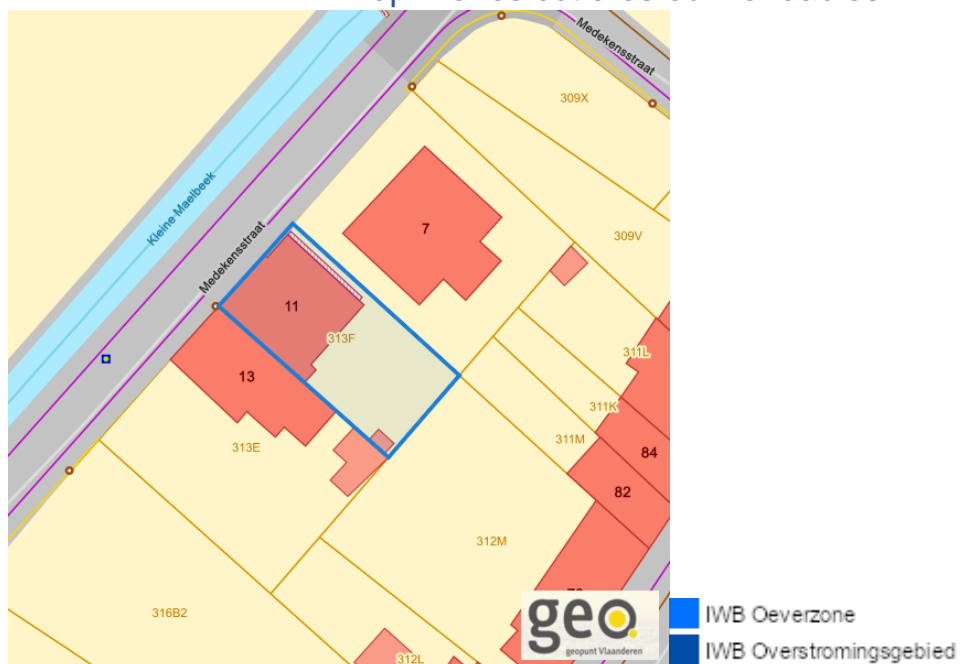 Medekensstraat
309X
Kleine Maelbeek
7
Medekensstraat
309V
11
313F
311L
13
311K
313E
311M
84
82
312M
316B2
312L
geo
geopunt Vlaanderen
IWB Oeverzone
IWB Overstromingsgebied